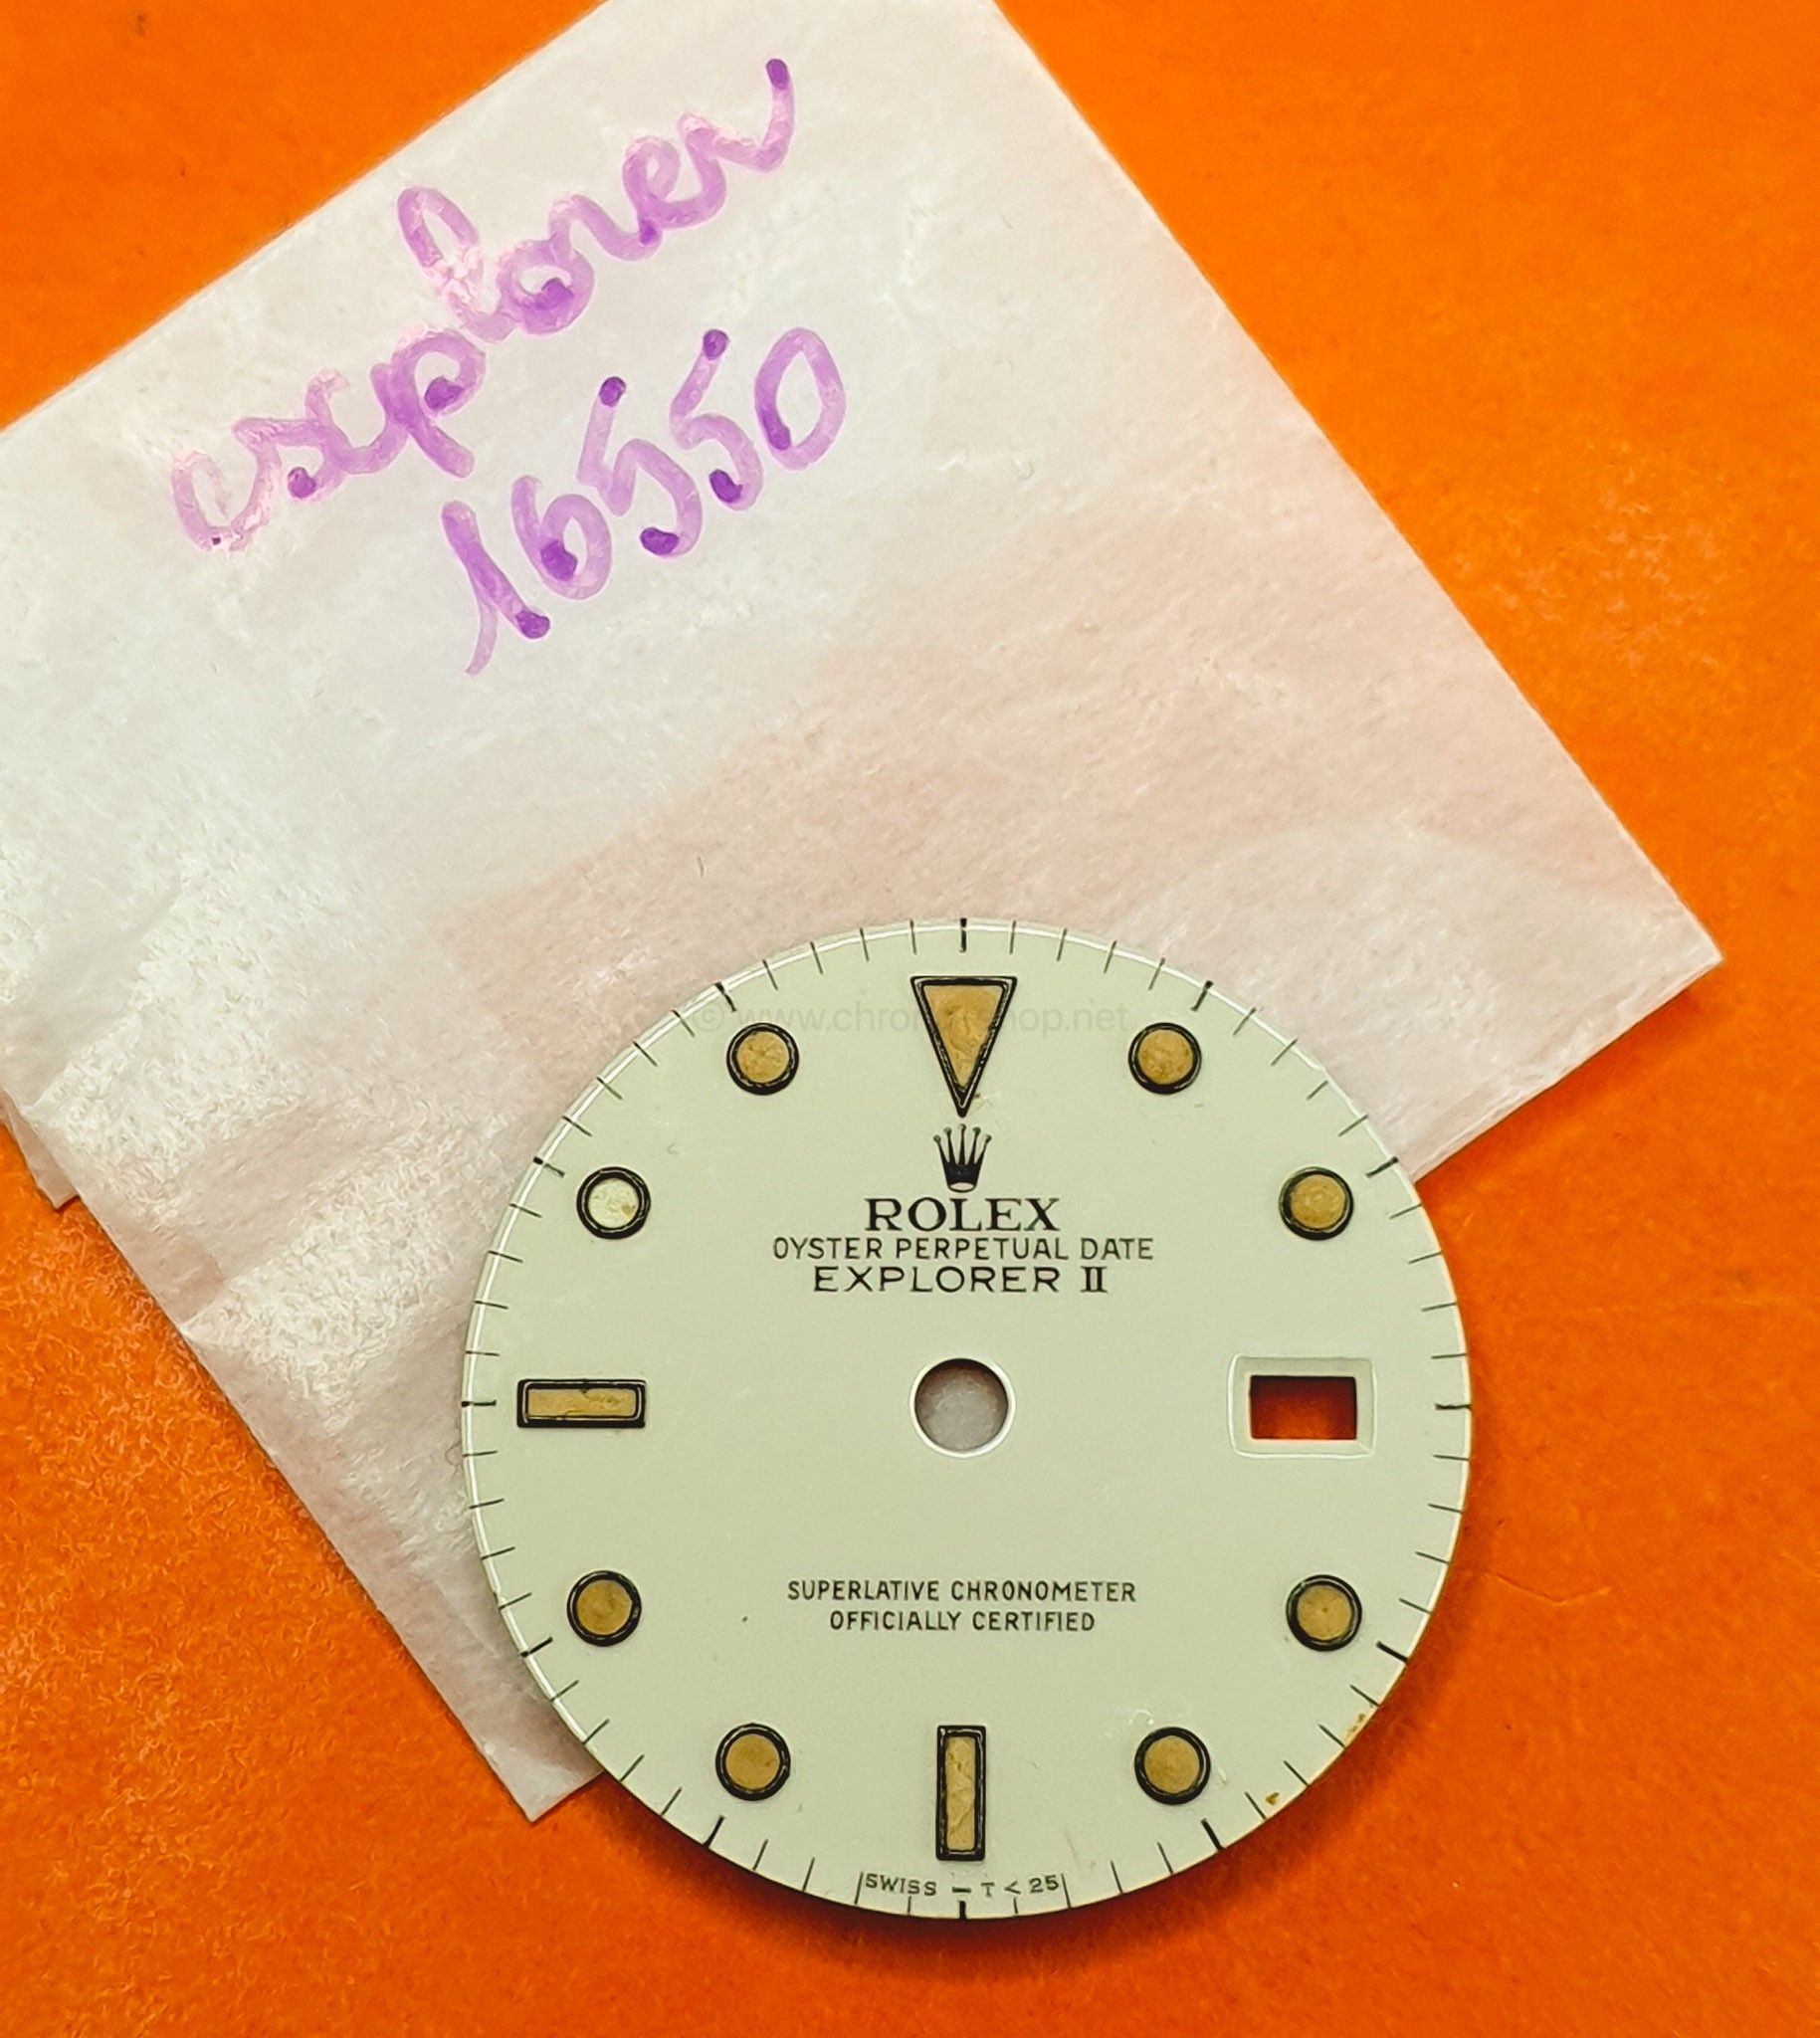 explorer
16550
ROLEX
OYSTER PERPETUAL DATE
EXPLORER II
SUPERLATIVE CHRONOMETER
OFFICIALLY CERTIFIED
SWISS – T < 25